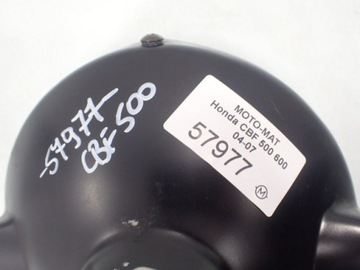 -57977-
CBF 500
MOTO-MAT
Honda CBF 500 600
04-07
57977
M